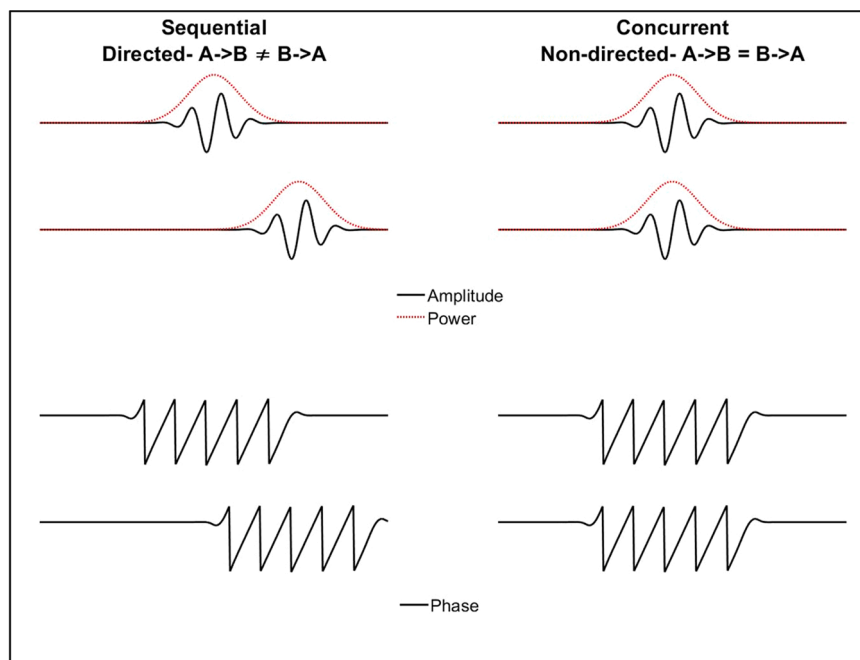 Sequential
Directed- A->B ≠ B->A
Concurrent
Non-directed- A->B = B->A
Amplitude
Power
Phase